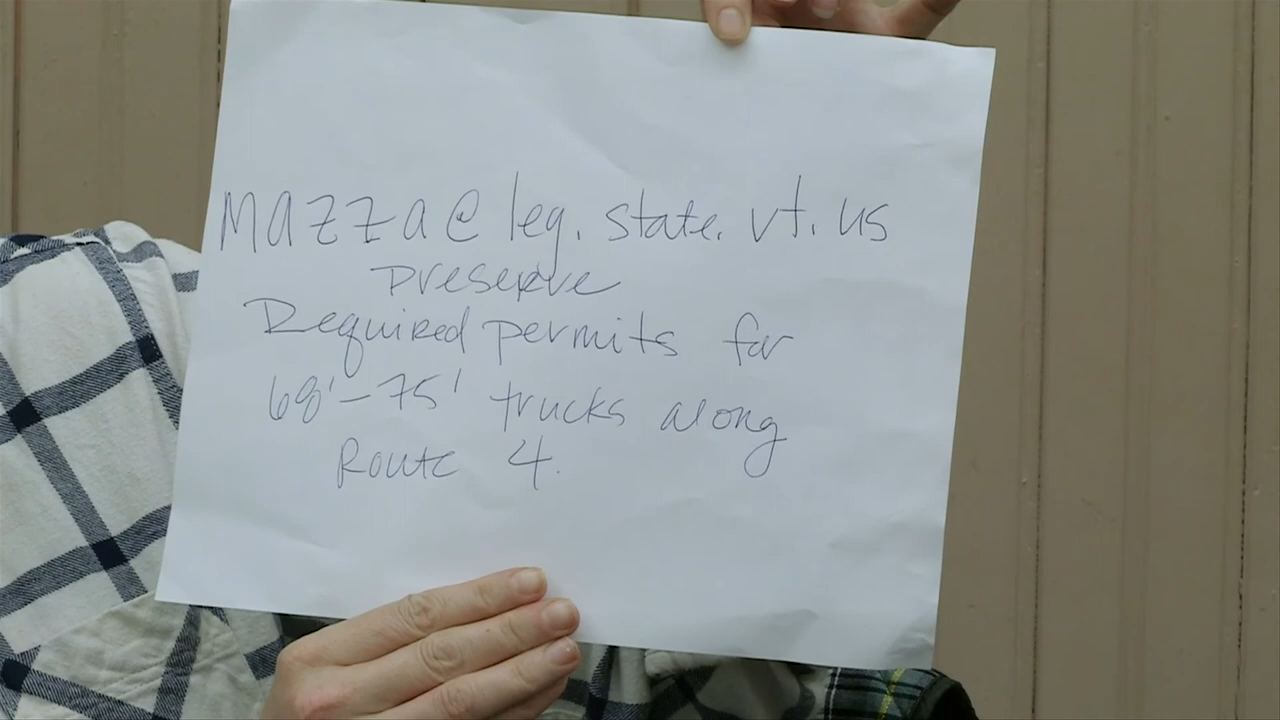 MAZZa@leg.state.vt.us
preserve
Required permits for
68'-75' trucks along
Route 4.